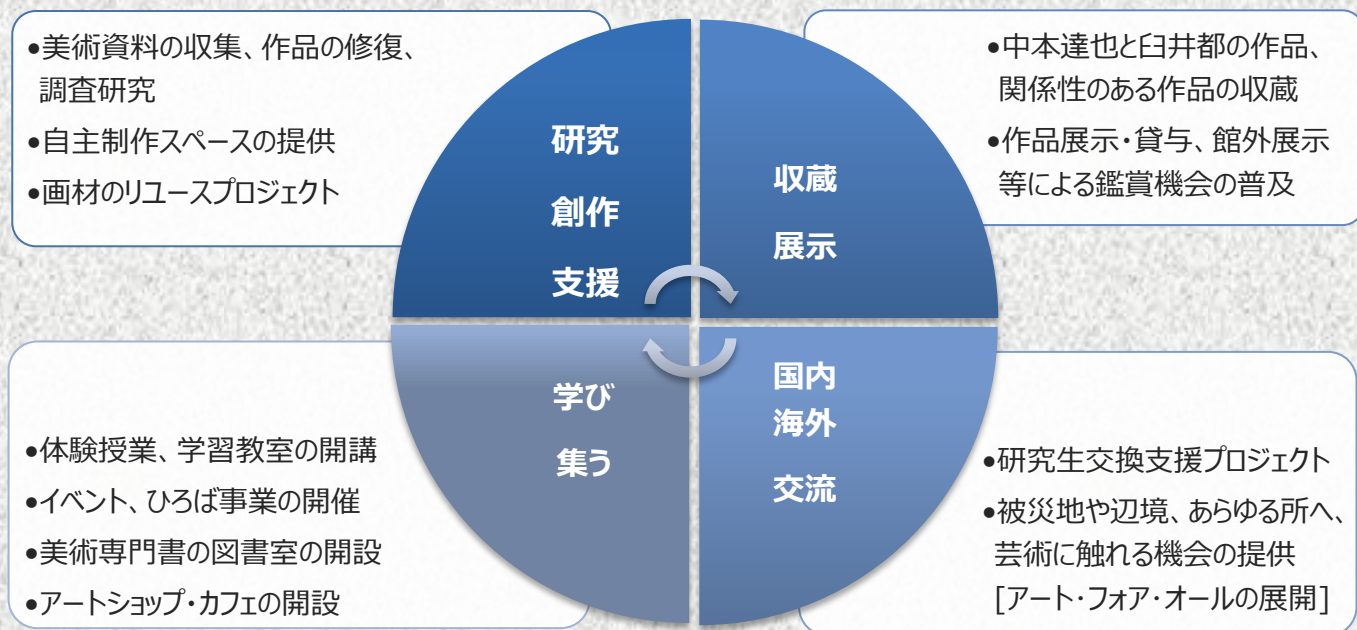 •美術資料の収集、作品の修復、
調査研究
•自主制作スペースの提供
•画材のリユースプロジェクト
研究
創作
支援
収蔵
展示
•中本達也と臼井都の作品、
関係性のある作品の収蔵
•作品展示・貸与、館外展示
等による鑑賞機会の普及
•体験授業、学習教室の開講
•イベント、ひろば事業の開催
•美術専門書の図書室の開設
•アートショップ・カフェの開設
学び
集う
国内
海外
交流
•研究生交換支援プロジェクト
•被災地や辺境、あらゆる所へ、
芸術に触れる機会の提供
[アート・フォア・オールの展開]